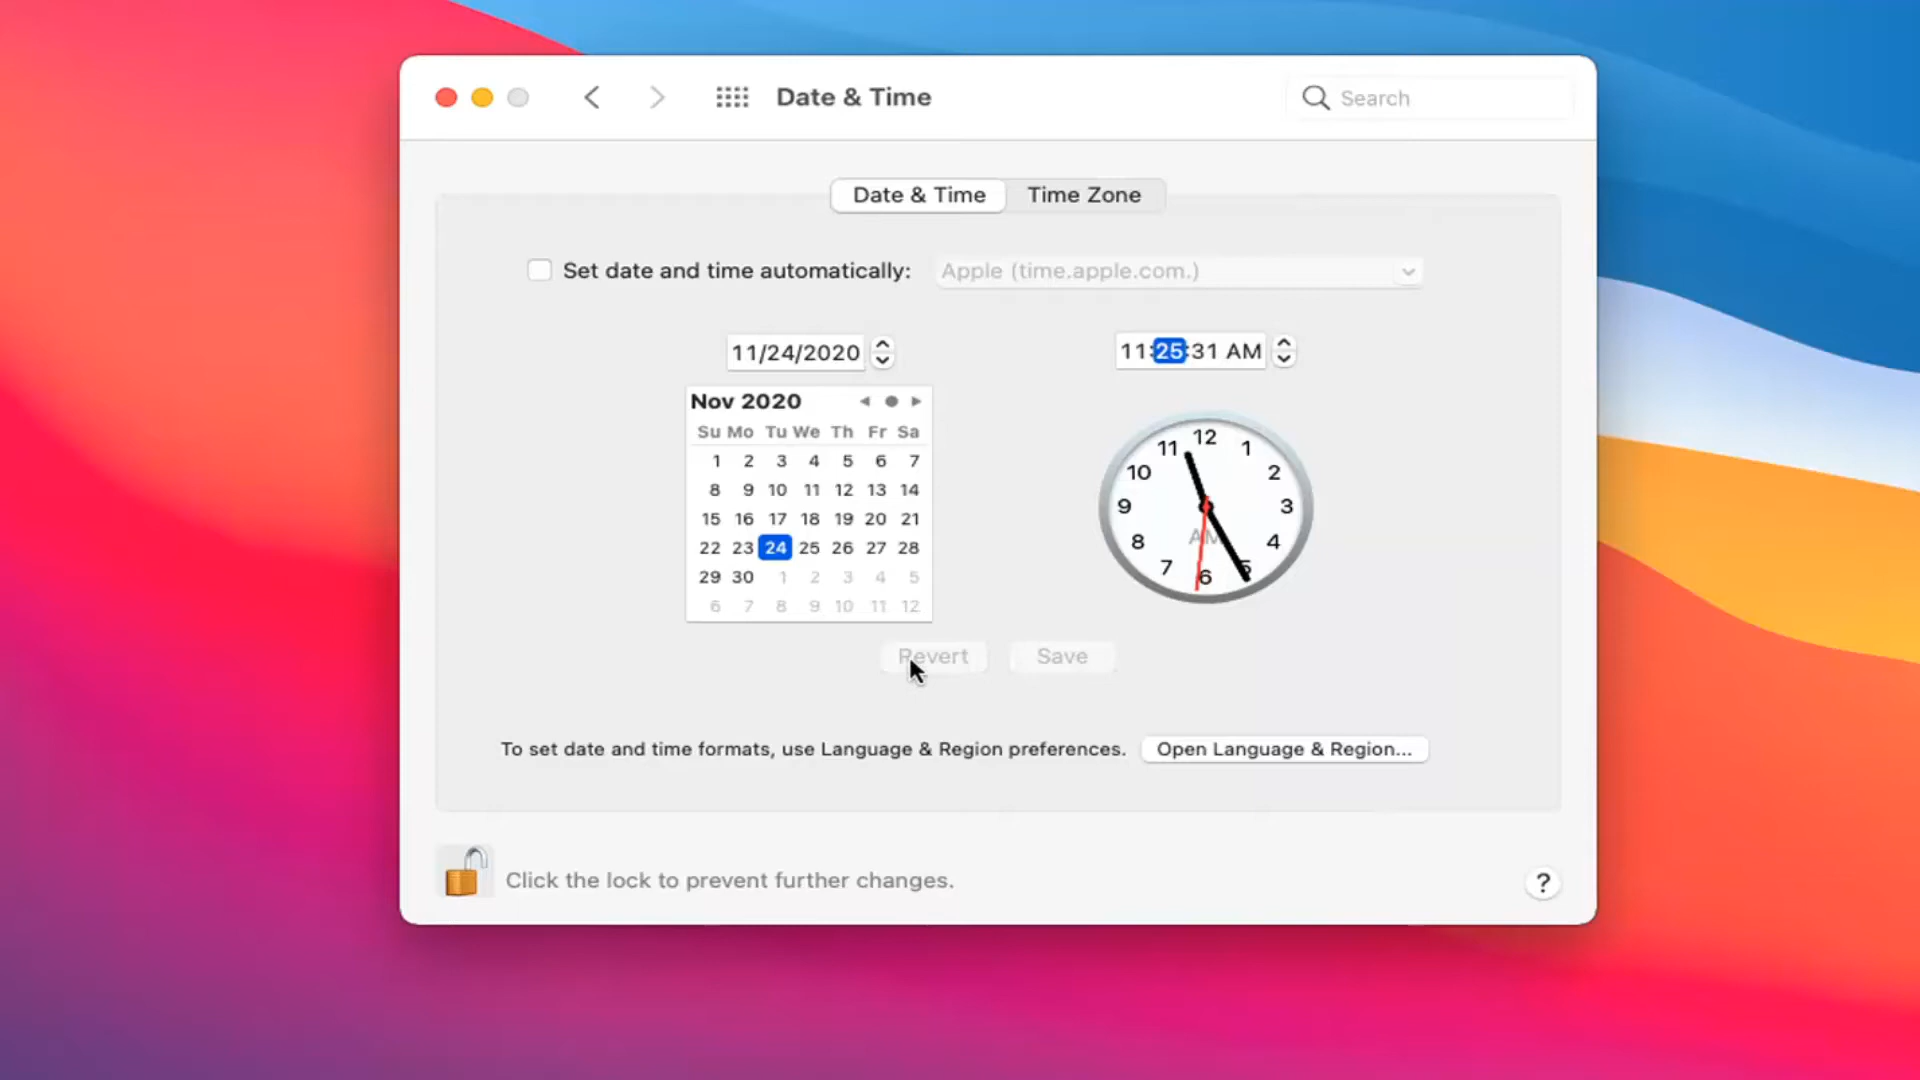 Date & Time
Search
Date & Time
Time Zone
Set date and time automatically:
Apple (time.apple.com.)
11/24/2020
11:25:31 AM
Nov 2020
Su Mo Tu We Th Fr Sa
1 2 3 4 5 6 7
8 9 10 11 12 13 14
15 16 17 18 19 20 21
22 23 24 25 26 27 28
29 30 1 2 3 4 5
6 7 8 9 10 11 12
12
1
2
3
4
5
6
7
8
9
10
11
AM
Revert
Save
To set date and time formats, use Language & Region preferences.
Open Language & Region...
Click the lock to prevent further changes.
?